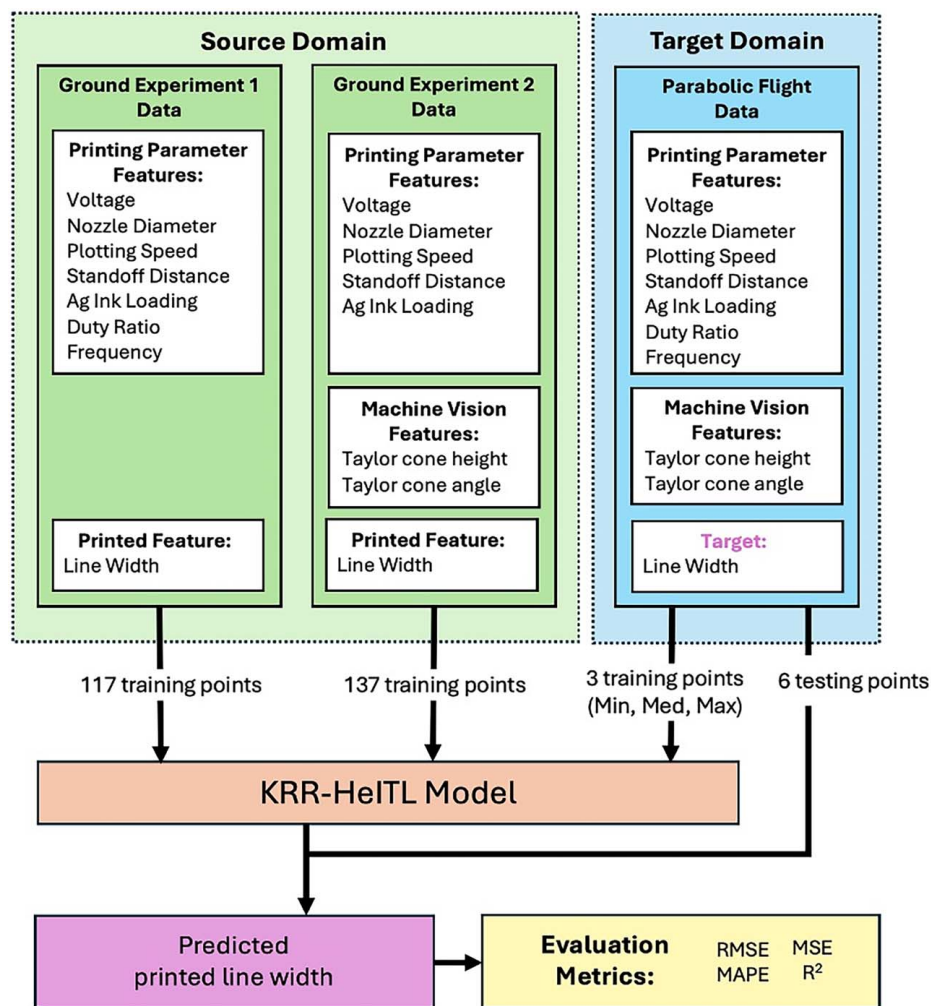 Source Domain
Ground Experiment 1
Data
Printing Parameter
Features:
Voltage
Nozzle Diameter
Plotting Speed
Standoff Distance
Ag Ink Loading
Duty Ratio
Frequency
Printed Feature:
Line Width
Ground Experiment 2
Data
Printing Parameter
Features:
Voltage
Nozzle Diameter
Plotting Speed
Standoff Distance
Ag Ink Loading
Machine Vision
Features:
Taylor cone height
Taylor cone angle
Printed Feature:
Line Width
Target Domain
Parabolic Flight
Data
Printing Parameter
Features:
Voltage
Nozzle Diameter
Plotting Speed
Standoff Distance
Ag Ink Loading
Duty Ratio
Frequency
Machine Vision
Features:
Taylor cone height
Taylor cone angle
Target:
Line Width
117 training points
137 training points
3 training points
(Min, Med, Max)
6 testing points
KRR-HeITL Model
Predicted
printed line width
Evaluation
Metrics:
RMSE MSE
MAPE R²